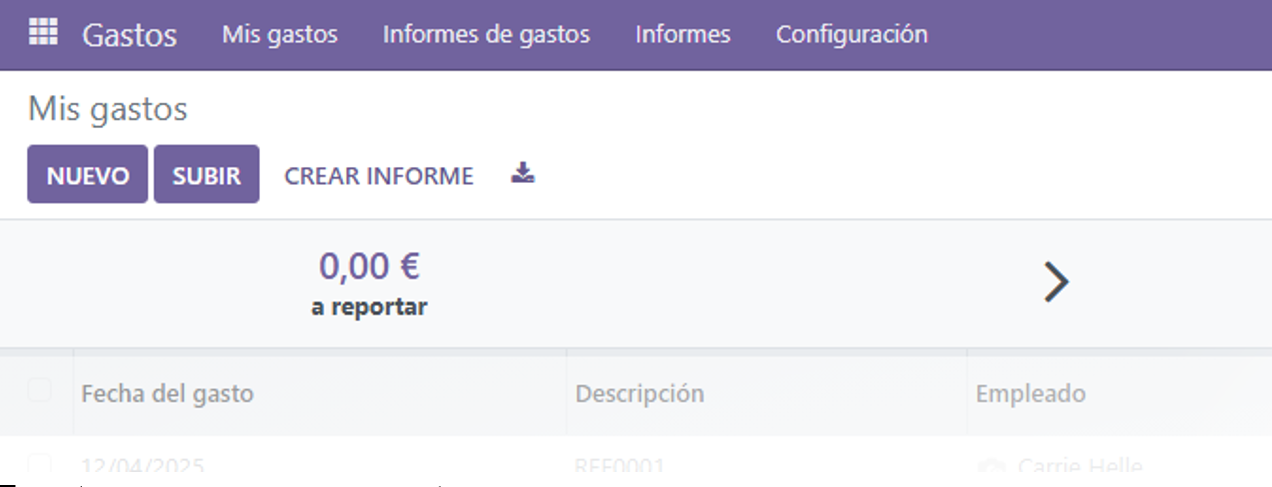 Gastos Mis gastos Informes de gastos Informes Configuración
Mis gastos
NUEVO SUBIR CREAR INFORME
0,00 €
a reportar
Fecha del gasto Descripción Empleado
12/04/2025 REF0001 Carrie Helle